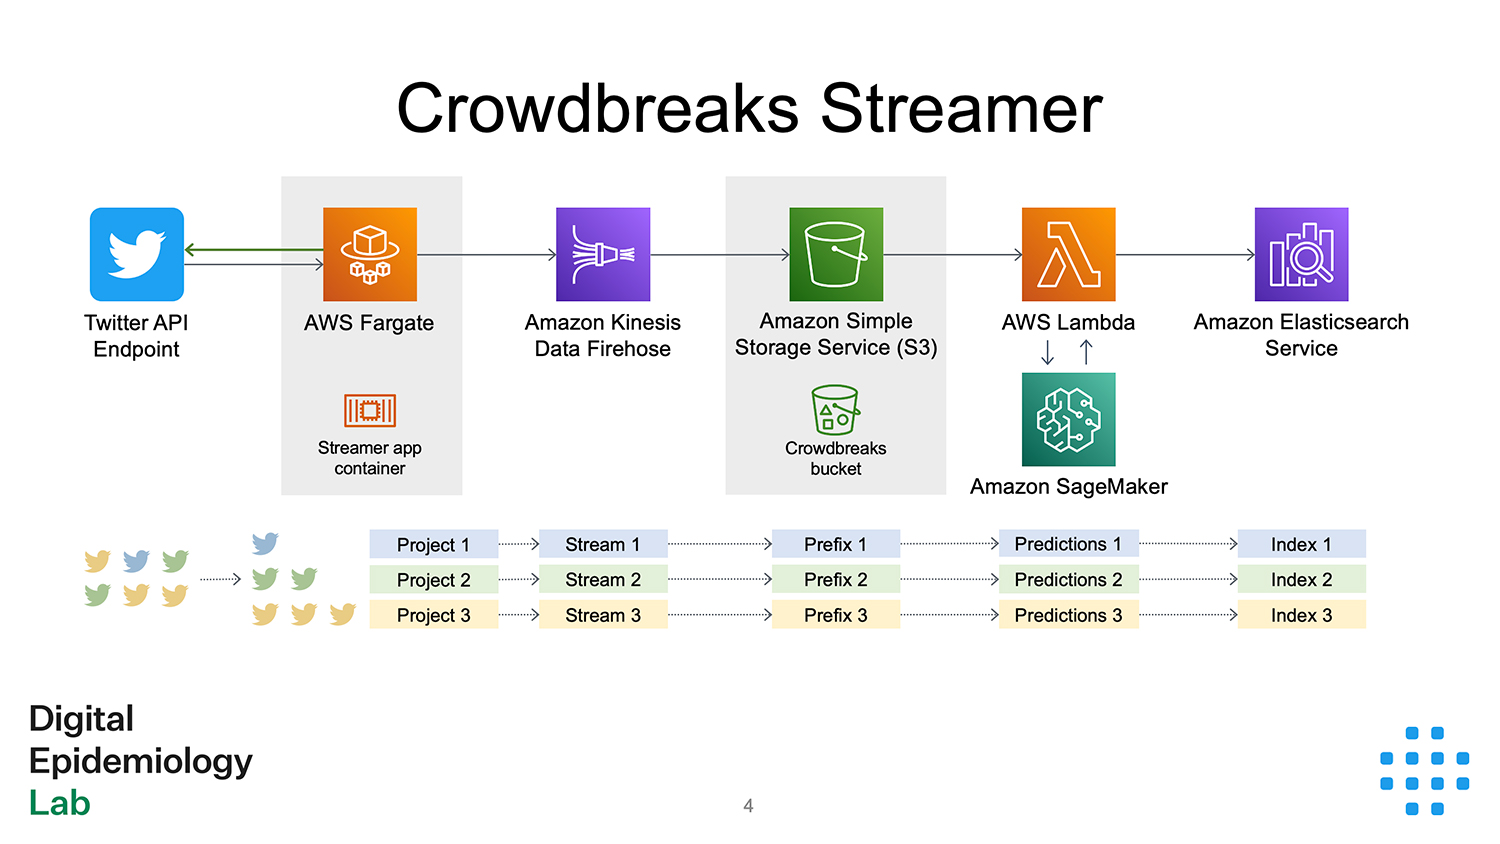 Crowdbreaks Streamer
Twitter API
Endpoint
AWS Fargate
Amazon Kinesis
Data Firehose
Amazon Simple
Storage Service (S3)
AWS Lambda
Amazon Elasticsearch
Service
Streamer app
container
Crowdbreaks
bucket
Amazon SageMaker
Project 1
Stream 1
Prefix 1
Predictions 1
Index 1
Project 2
Stream 2
Prefix 2
Predictions 2
Index 2
Project 3
Stream 3
Prefix 3
Predictions 3
Index 3
Digital
Epidemiology
Lab
4